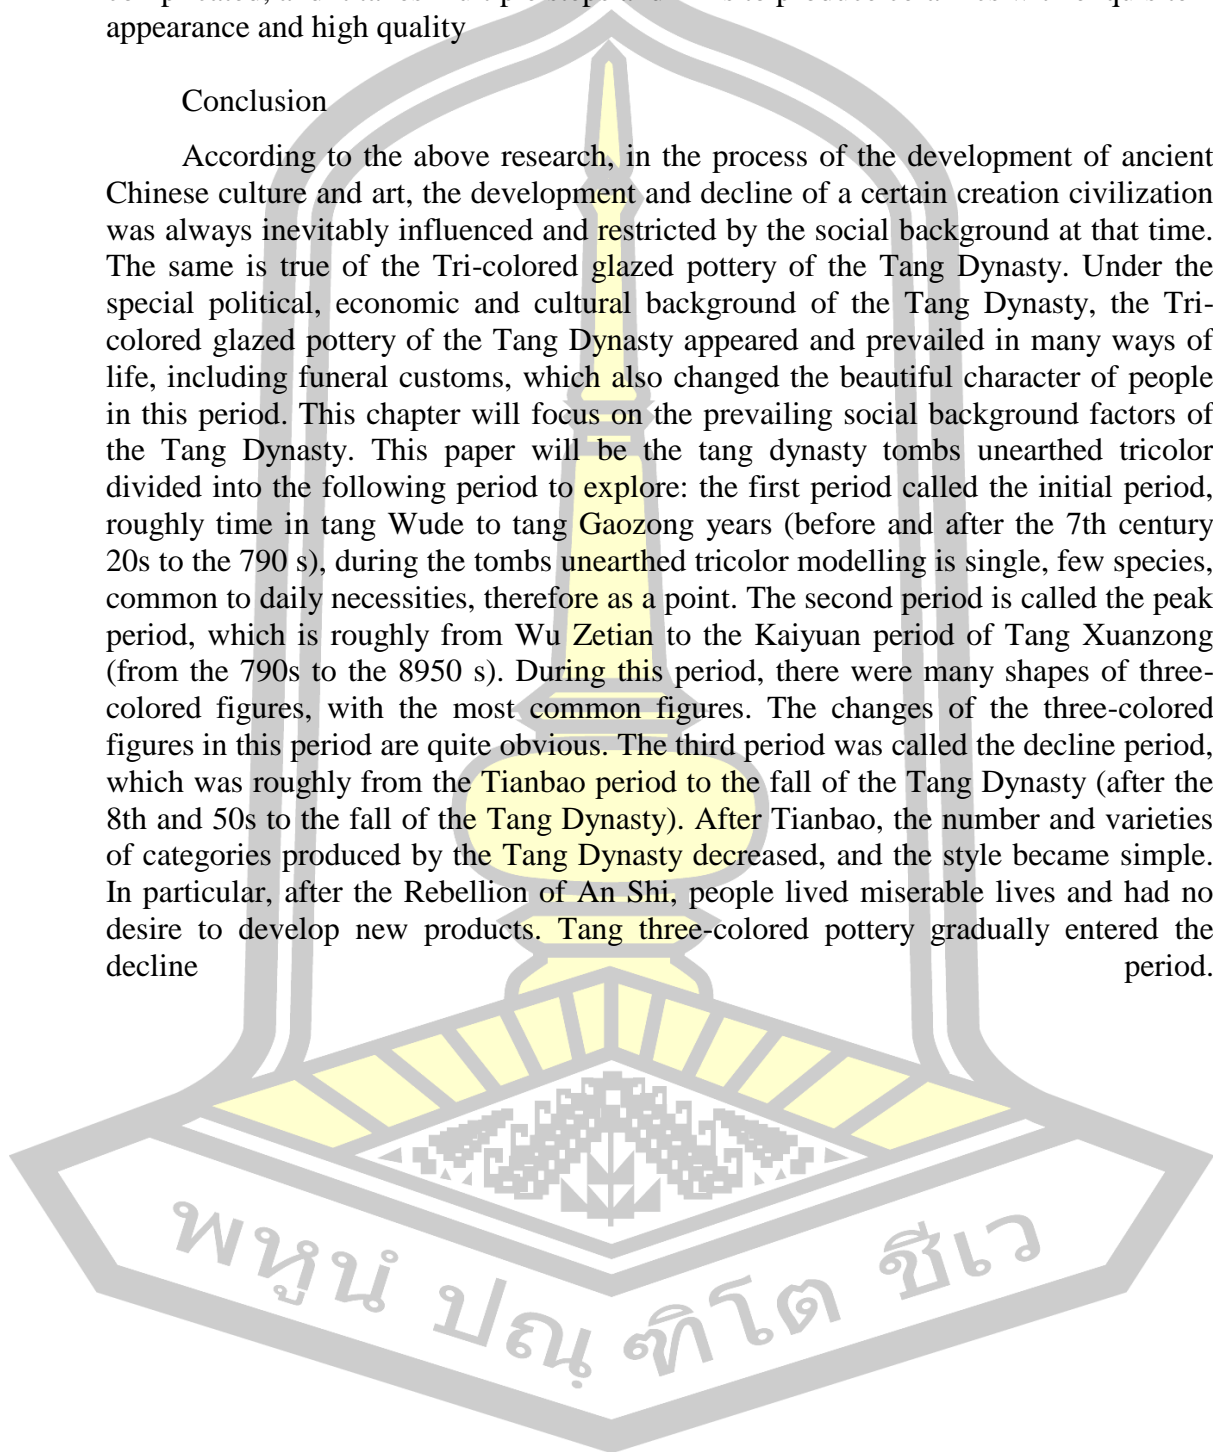 appearance and high quality
Conclusion
According to the above research, in the process of the development of ancient
Chinese culture and art, the development and decline of a certain creation civilization
was always inevitably influenced and restricted by the social background at that time.
The same is true of the Tri-colored glazed pottery of the Tang Dynasty. Under the
special political, economic and cultural background of the Tang Dynasty, the Tri-
colored glazed pottery of the Tang Dynasty appeared and prevailed in many ways of
life, including funeral customs, which also changed the beautiful character of people
in this period. This chapter will focus on the prevailing social background factors of
the Tang Dynasty. This paper will be the tang dynasty tombs unearthed tricolor
divided into the following period to explore: the first period called the initial period,
roughly time in tang Wude to tang Gaozong years (before and after the 7th century
20s to the 790 s), during the tombs unearthed tricolor modelling is single, few species,
common to daily necessities, therefore as a point. The second period is called the peak
period, which is roughly from Wu Zetian to the Kaiyuan period of Tang Xuanzong
(from the 790s to the 8950 s). During this period, there were many shapes of three-
colored figures, with the most common figures. The changes of the three-colored
figures in this period are quite obvious. The third period was called the decline period,
which was roughly from the Tianbao period to the fall of the Tang Dynasty (after the
8th and 50s to the fall of the Tang Dynasty). After Tianbao, the number and varieties
of categories produced by the Tang Dynasty decreased, and the style became simple.
In particular, after the Rebellion of An Shi, people lived miserable lives and had no
desire to develop new products. Tang three-colored pottery gradually entered the
decline period.
พหูนํ ปณฺฑิโต ชีเว